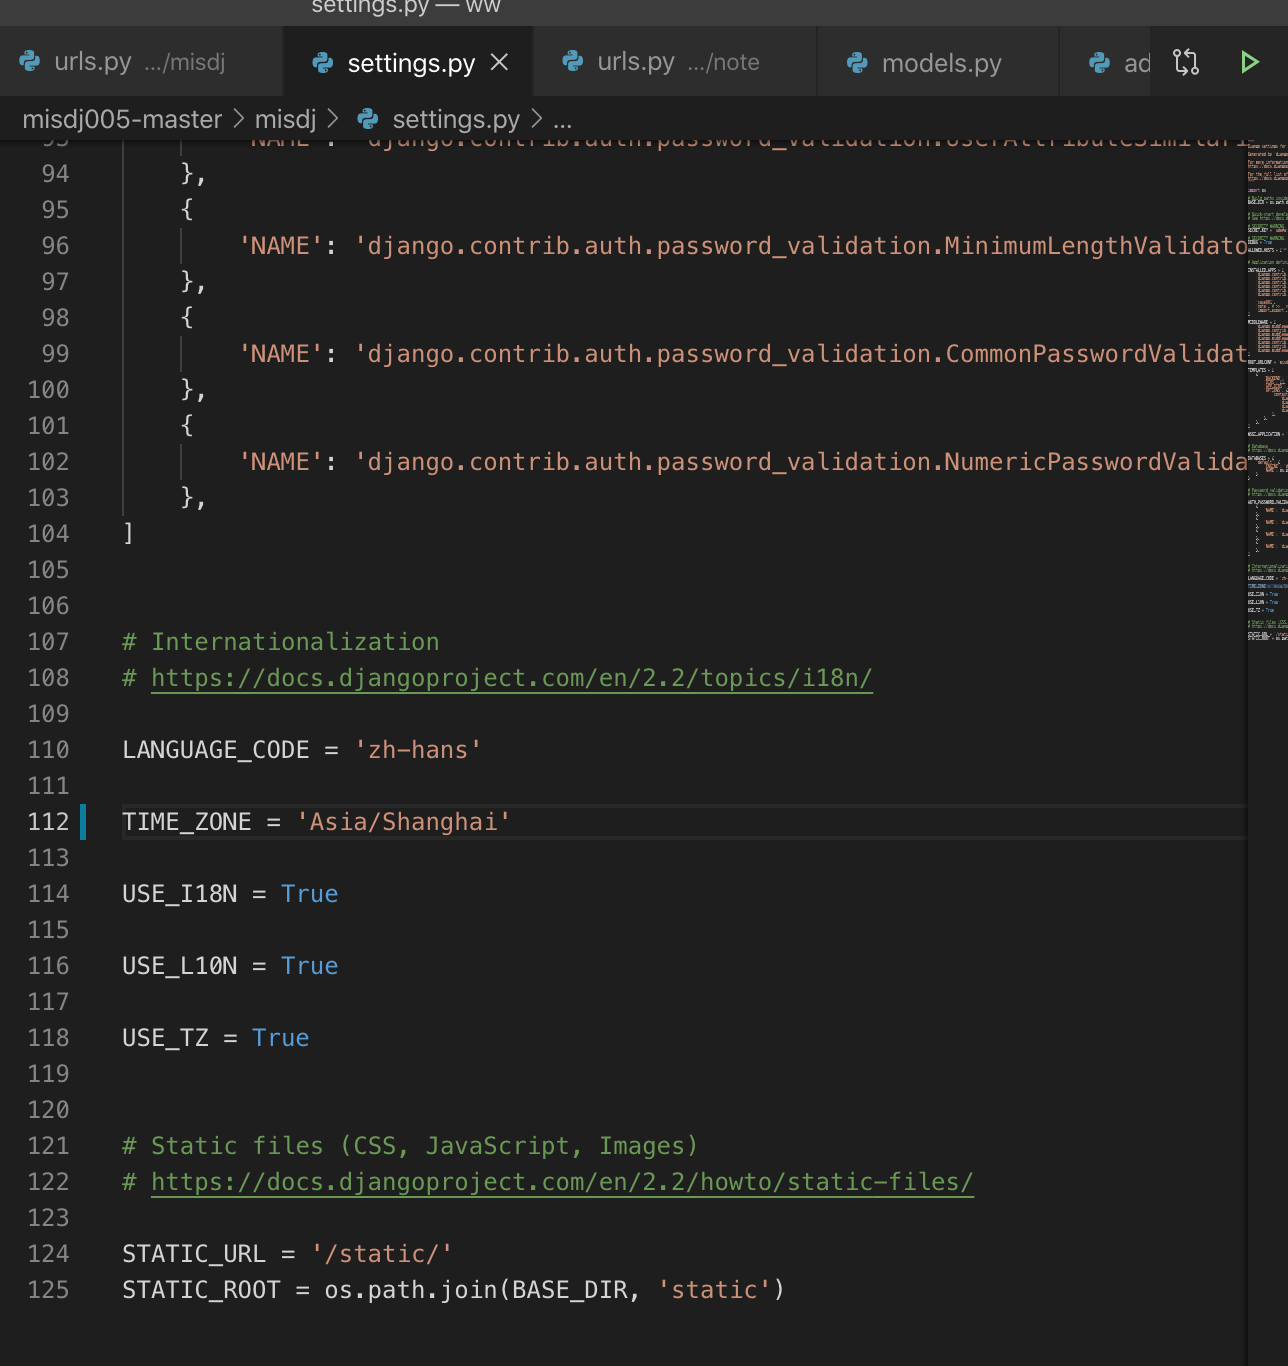 settings.py — ww
urls.py .../misdj
settings.py
urls.py .../note
models.py
ad
misdj005-master > misdj > settings.py > ...
93 'NAME': 'django.contrib.auth.password_validation.UserAttributeSimilari
94 },
95 {
96 'NAME': 'django.contrib.auth.password_validation.MinimumLengthValidato
97 },
98 {
99 'NAME': 'django.contrib.auth.password_validation.CommonPasswordValidat
100 },
101 {
102 'NAME': 'django.contrib.auth.password_validation.NumericPasswordValida
103 },
104 ]
105
106
107 # Internationalization
108 # https://docs.djangoproject.com/en/2.2/topics/i18n/
109
110 LANGUAGE_CODE = 'zh-hans'
111
112 TIME_ZONE = 'Asia/Shanghai'
113
114 USE_I18N = True
115
116 USE_L10N = True
117
118 USE_TZ = True
119
120
121 # Static files (CSS, JavaScript, Images)
122 # https://docs.djangoproject.com/en/2.2/howto/static-files/
123
124 STATIC_URL = '/static/'
125 STATIC_ROOT = os.path.join(BASE_DIR, 'static')